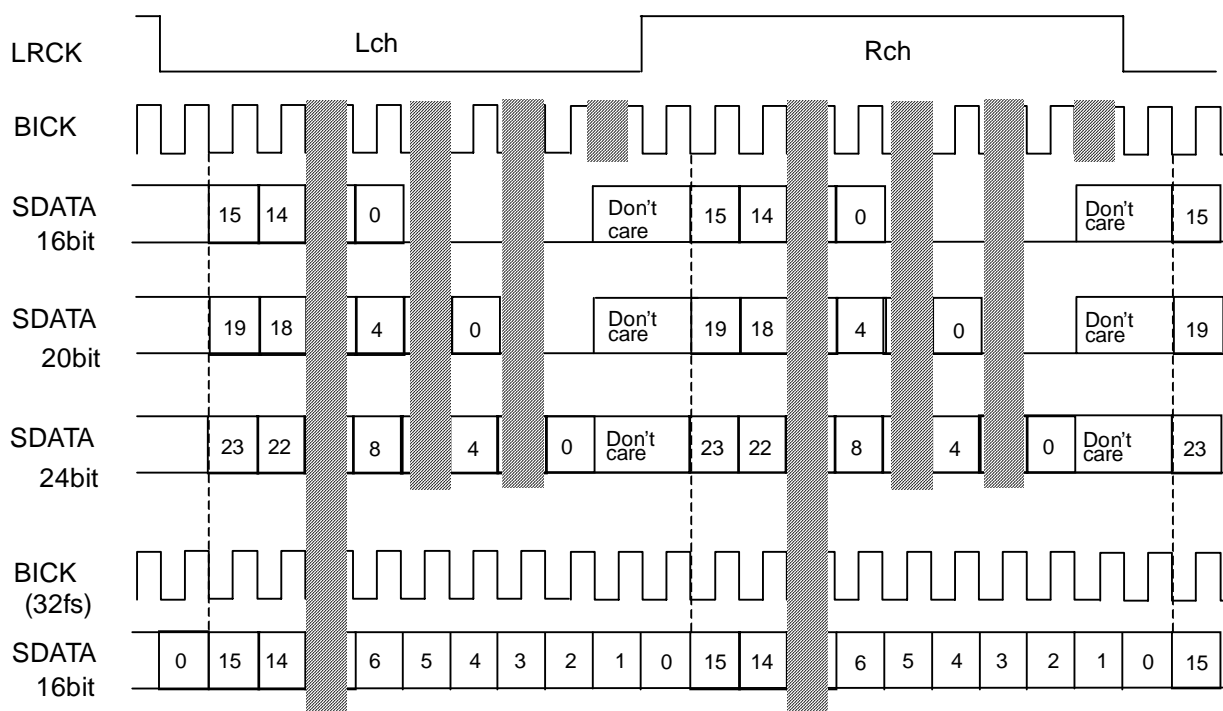 LRCK Lch Rch
BICK
SDATA 15 14 0 Don't 15 14 0 Don't 15
16bit care care
SDATA 19 18 4 0 Don't 19 18 4 0 Don't 19
20bit care care
SDATA 23 22 8 4 0 Don't 23 22 8 4 0 Don't 23
24bit care care
BICK
(32fs)
SDATA 0 15 14 6 5 4 3 2 1 0 15 14 6 5 4 3 2 1 0 15
16bit